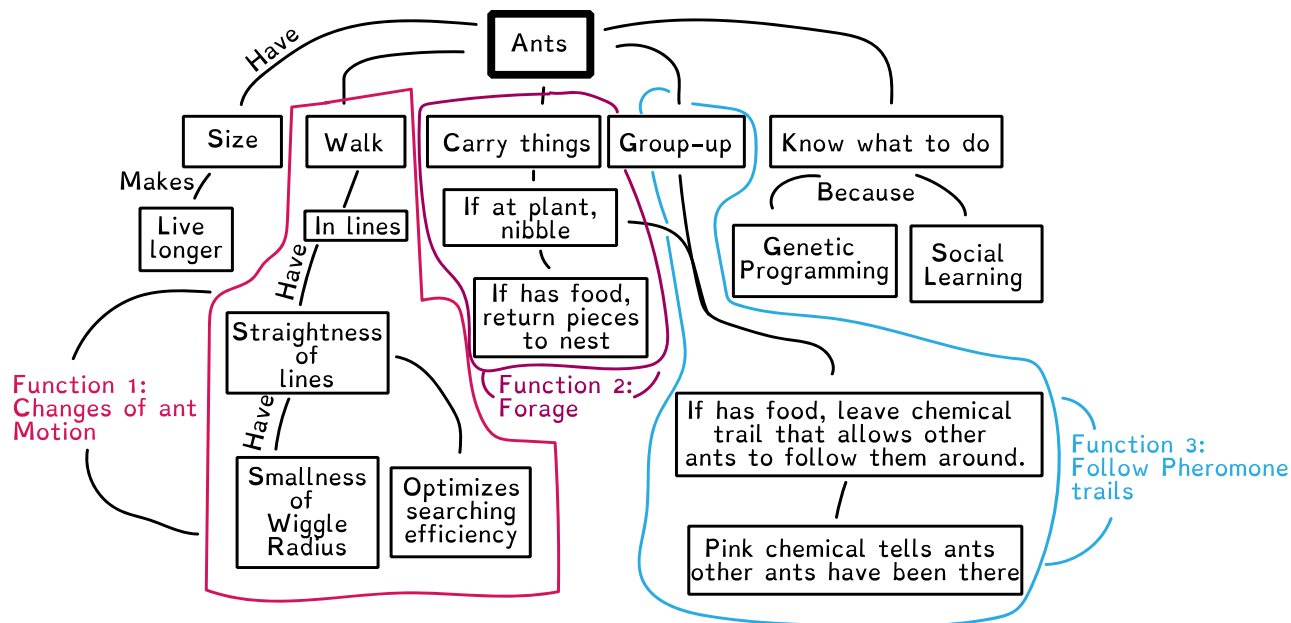 Ants
Have
Size
Walk
Carry things
Group-up
Know what to do
Makes
Because
Live
longer
In lines
If at plant,
nibble
Genetic
Programming
Social
Learning
Have
If has food,
return pieces
to nest
Straightness
of
lines
Function 1:
Changes of ant
Motion
Function 2:
Forage
Have
If has food, leave chemical
trail that allows other
ants to follow them around.
Function 3:
Follow Pheromone
trails
Smallness
of
Wiggle
Radius
Optimizes
searching
efficiency
Pink chemical tells ants
other ants have been there